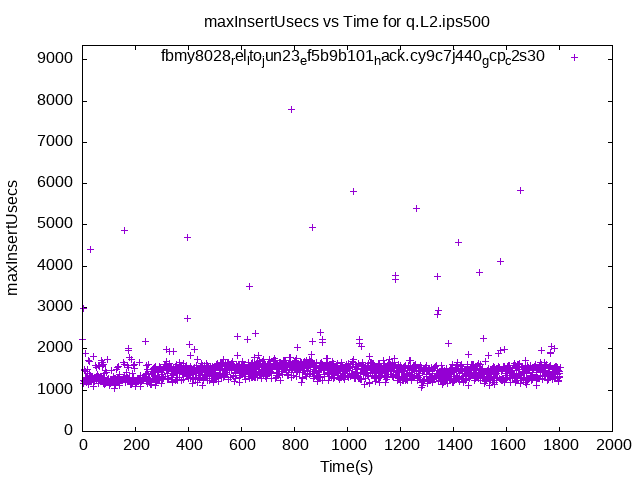 maxInsertUsecs vs Time for q.L2.ips500
fbmy8028relltojun23ef5b9b101hack.cy9c7j440gcpc2s30
9000
8000
7000
6000
5000
4000
3000
2000
1000
0
maxInsertUsecs
0 200 400 600 800 1000 1200 1400 1600 1800 2000
Time(s)